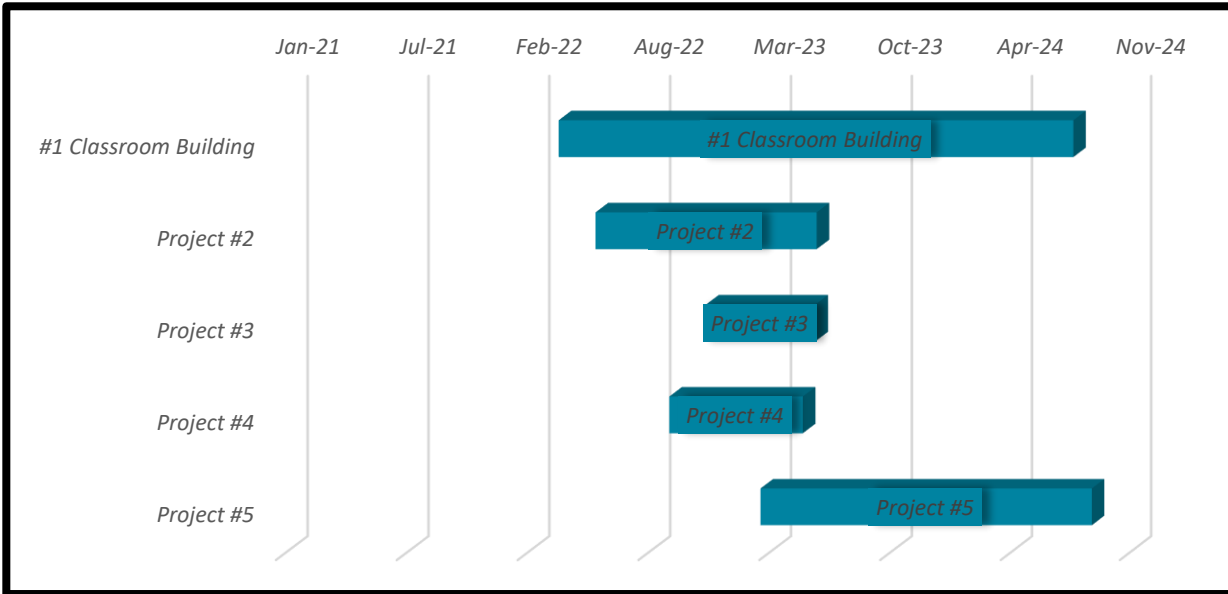 Jan-21 Jul-21 Feb-22 Aug-22 Mar-23 Oct-23 Apr-24 Nov-24
#1 Classroom Building #1 Classroom Building
Project #2 Project #2
Project #3 Project #3
Project #4 Project #4
Project #5 Project #5